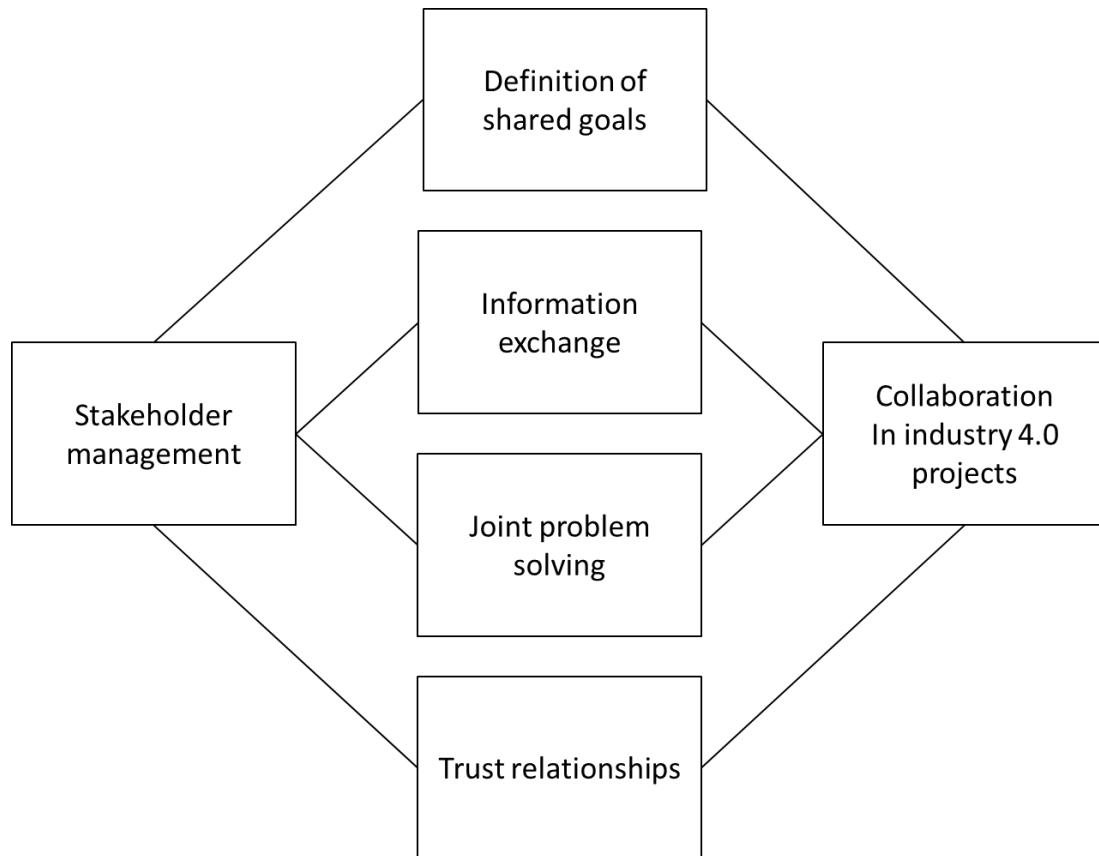 Definition of
shared goals
Information
exchange
Stakeholder
management
Collaboration
In industry 4.0
projects
Joint problem
solving
Trust relationships